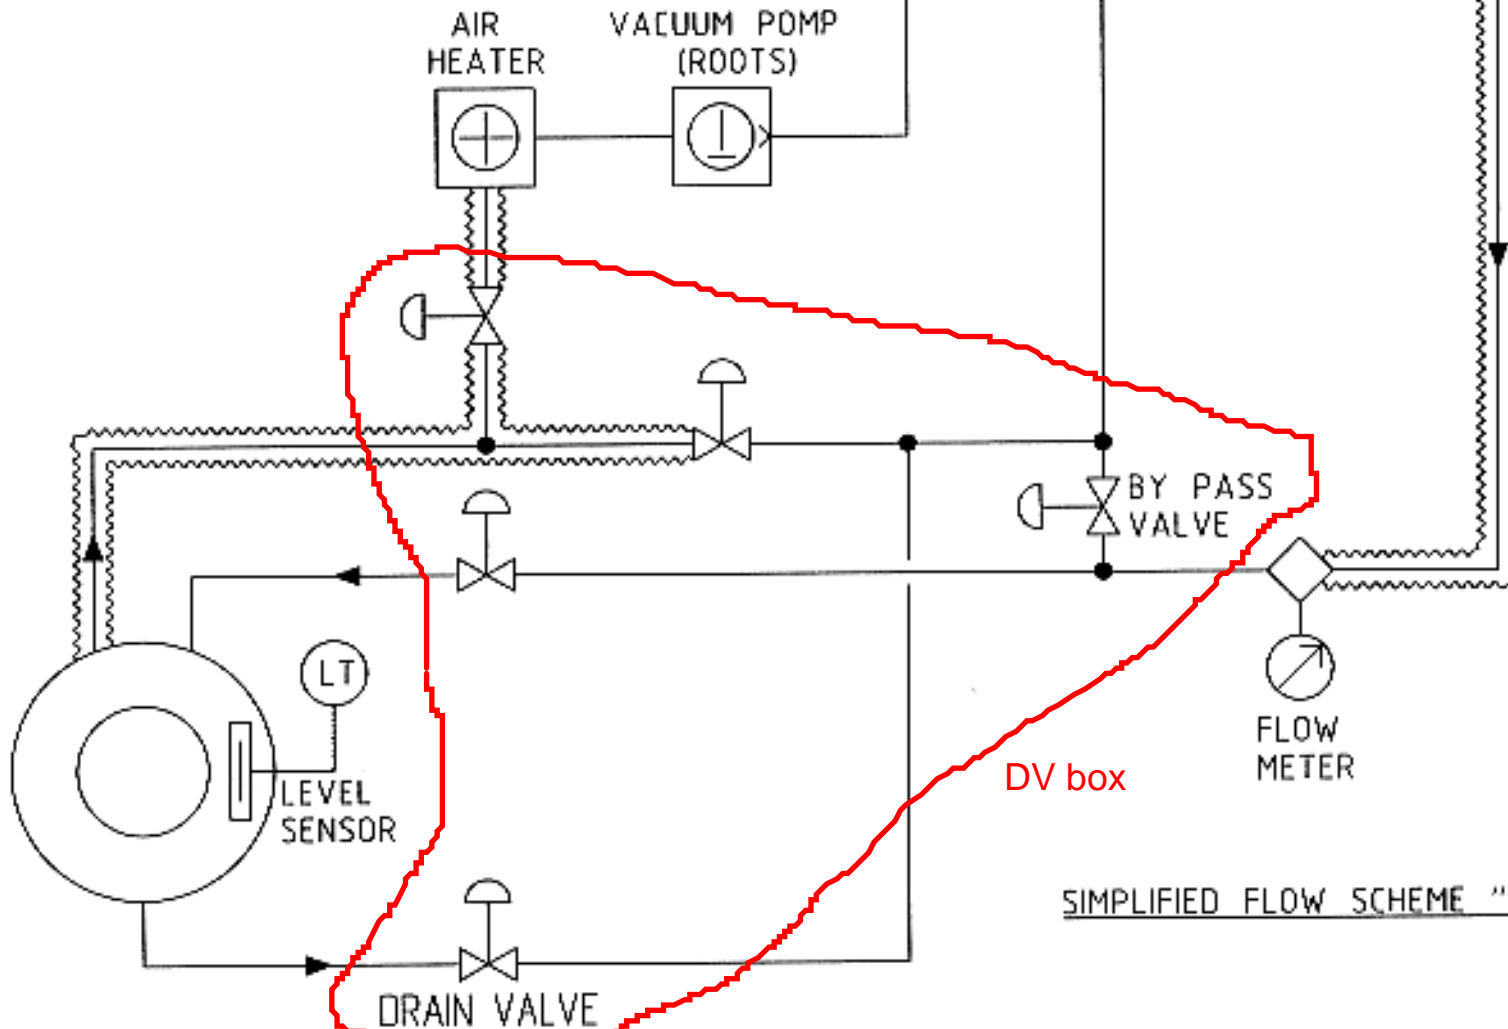 AIR
HEATER
VACUUM POMP
(ROOTS)
BY PASS
VALVE
LT
LEVEL
SENSOR
FLOW
METER
DV box
SIMPLIFIED FLOW SCHEME "
DRAIN VALVE